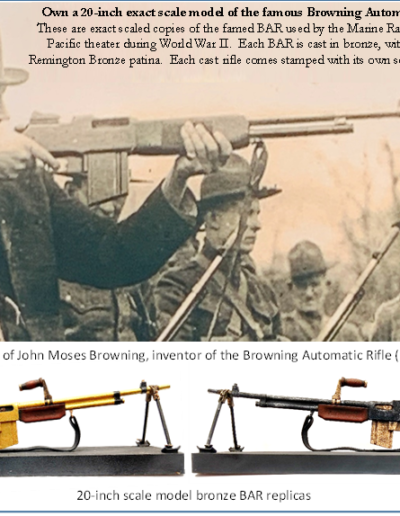 Own a 20-inch exact scale model of the famous Browning Autom
These are exact scaled copies of the famed BAR used by the Marine Ra
Pacific theater during World War II. Each BAR is cast in bronze, wit
Remington Bronze patina. Each cast rifle comes stamped with its own s
of John Moses Browning, inventor of the Browning Automatic Rifle (
20-inch scale model bronze BAR replicas